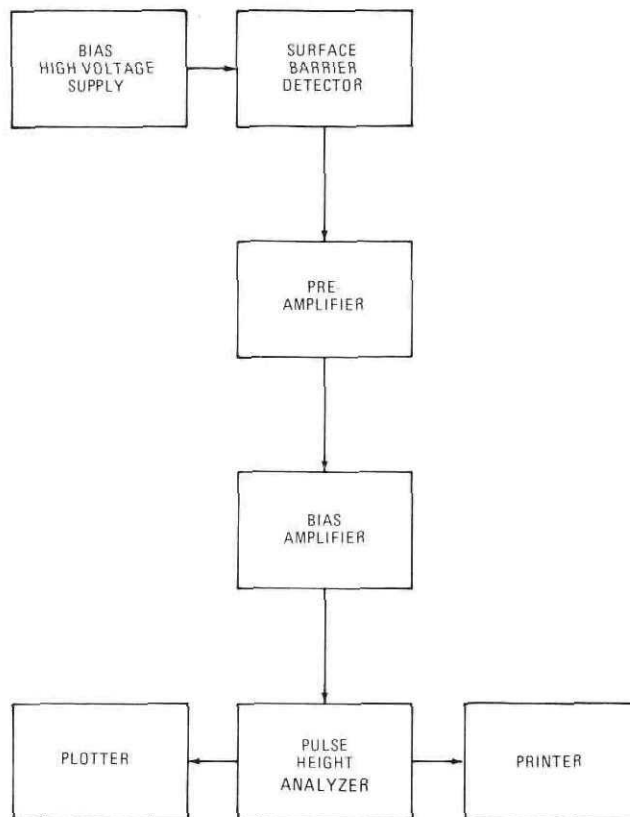 BIAS
HIGH VOLTAGE
SUPPLY
SURFACE
BARRIER
DETECTOR
PRE-
AMPLIFIER
BIAS
AMPLIFIER
PLOTTER
PULSE
HEIGHT
ANALYZER
PRINTER